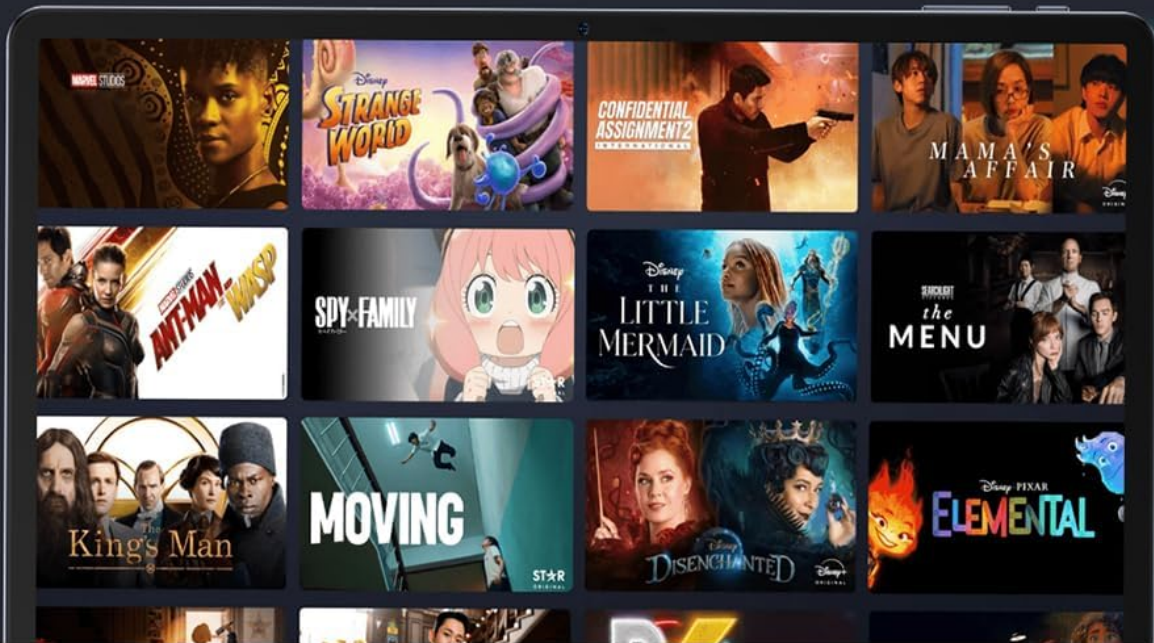 MARVEL STUDIOS
Disney
STRANGE
WORLD
CONFIDENTIAL
ASSIGNMENT2
INTERNATIONAL
MAMA'S
AFFAIR
Disney
ANT-MAN
WASP
SPY×FAMILY
Disney
THE
LITTLE
MERMAID
SEARCHLIGHT
the
MENU
The
King's Man
MOVING
STAR
ORIGINAL
Disney
DISENCHANTED
Disney+
ORIGINAL
Disney · PIXAR
ELEMENTAL